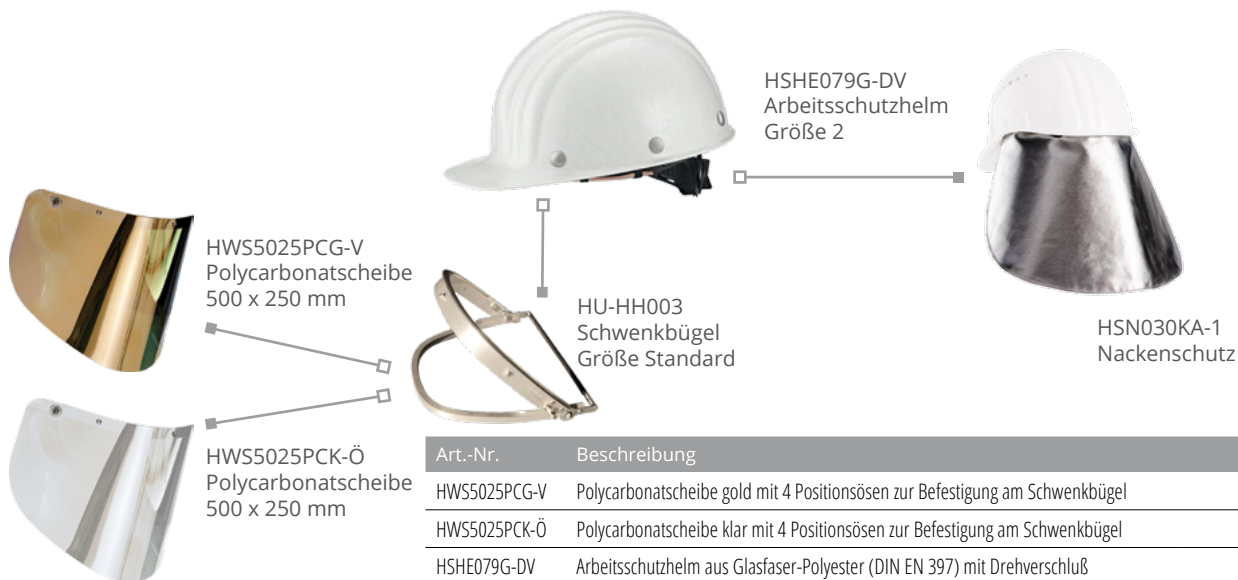 HSHE079G-DV
Arbeitsschutzhelm
Größe 2
HWS5025PCG-V
Polycarbonatscheibe
500 x 250 mm
HU-HH003
Schwenkbügel
Größe Standard
HSN030KA-1
Nackenschutz
HWS5025PCK-Ö
Polycarbonatscheibe
500 x 250 mm
Art.-Nr. Beschreibung
HWS5025PCG-V Polycarbonatscheibe gold mit 4 Positionsösen zur Befestigung am Schwenkbügel
HWS5025PCK-Ö Polycarbonatscheibe klar mit 4 Positionsösen zur Befestigung am Schwenkbügel
HSHE079G-DV Arbeitsschutzhelm aus Glasfaser-Polyester (DIN EN 397) mit Drehverschluß